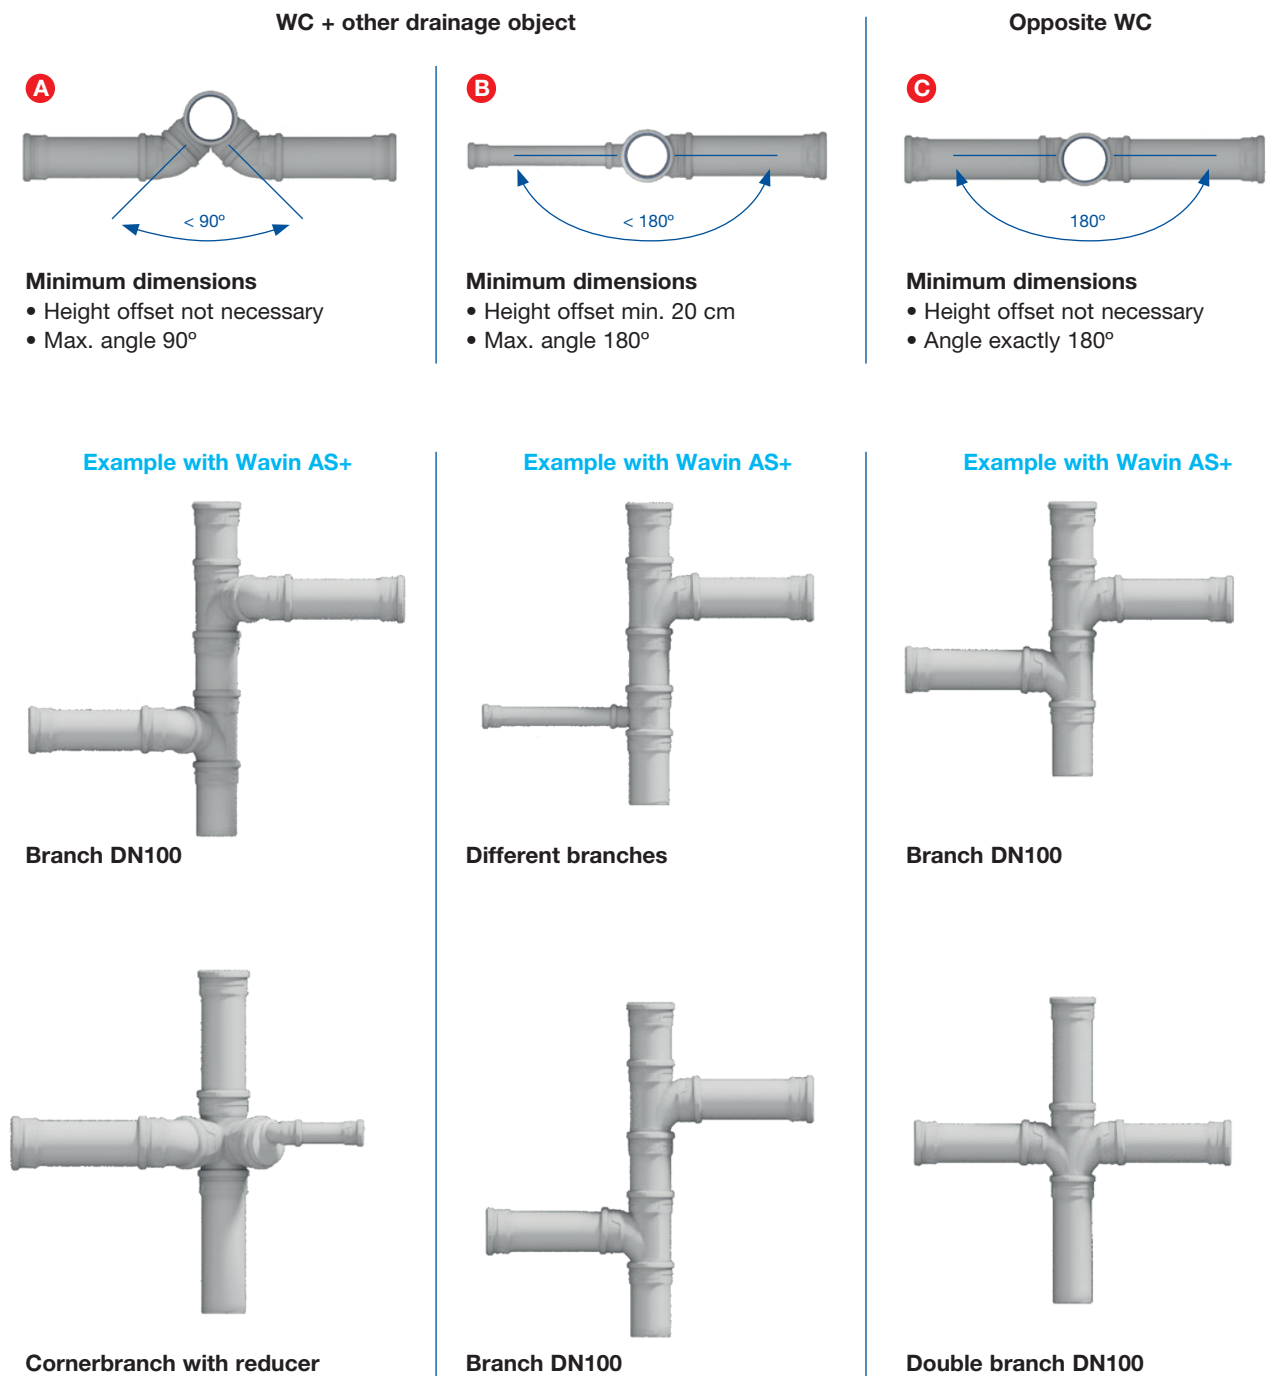 WC + other drainage object
Opposite WC
A
B
C
< 90º
< 180º
180º
Minimum dimensions
• Height offset not necessary
• Max. angle 90º
Minimum dimensions
• Height offset min. 20 cm
• Max. angle 180º
Minimum dimensions
• Height offset not necessary
• Angle exactly 180º
Example with Wavin AS+
Example with Wavin AS+
Example with Wavin AS+
Branch DN100
Different branches
Branch DN100
Cornerbranch with reducer
Branch DN100
Double branch DN100